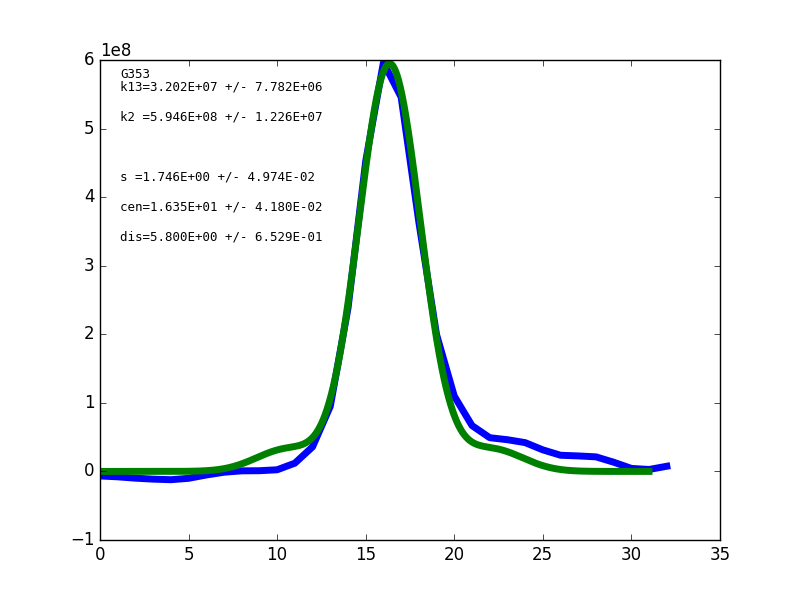 1e8
G353
k13=3.202E+07 +/- 7.782E+06
k2 =5.946E+08 +/- 1.226E+07
s =1.746E+00 +/- 4.974E-02
cen=1.635E+01 +/- 4.180E-02
dis=5.800E+00 +/- 6.529E-01
6
5
4
3
2
1
0
−1
0 5 10 15 20 25 30 35